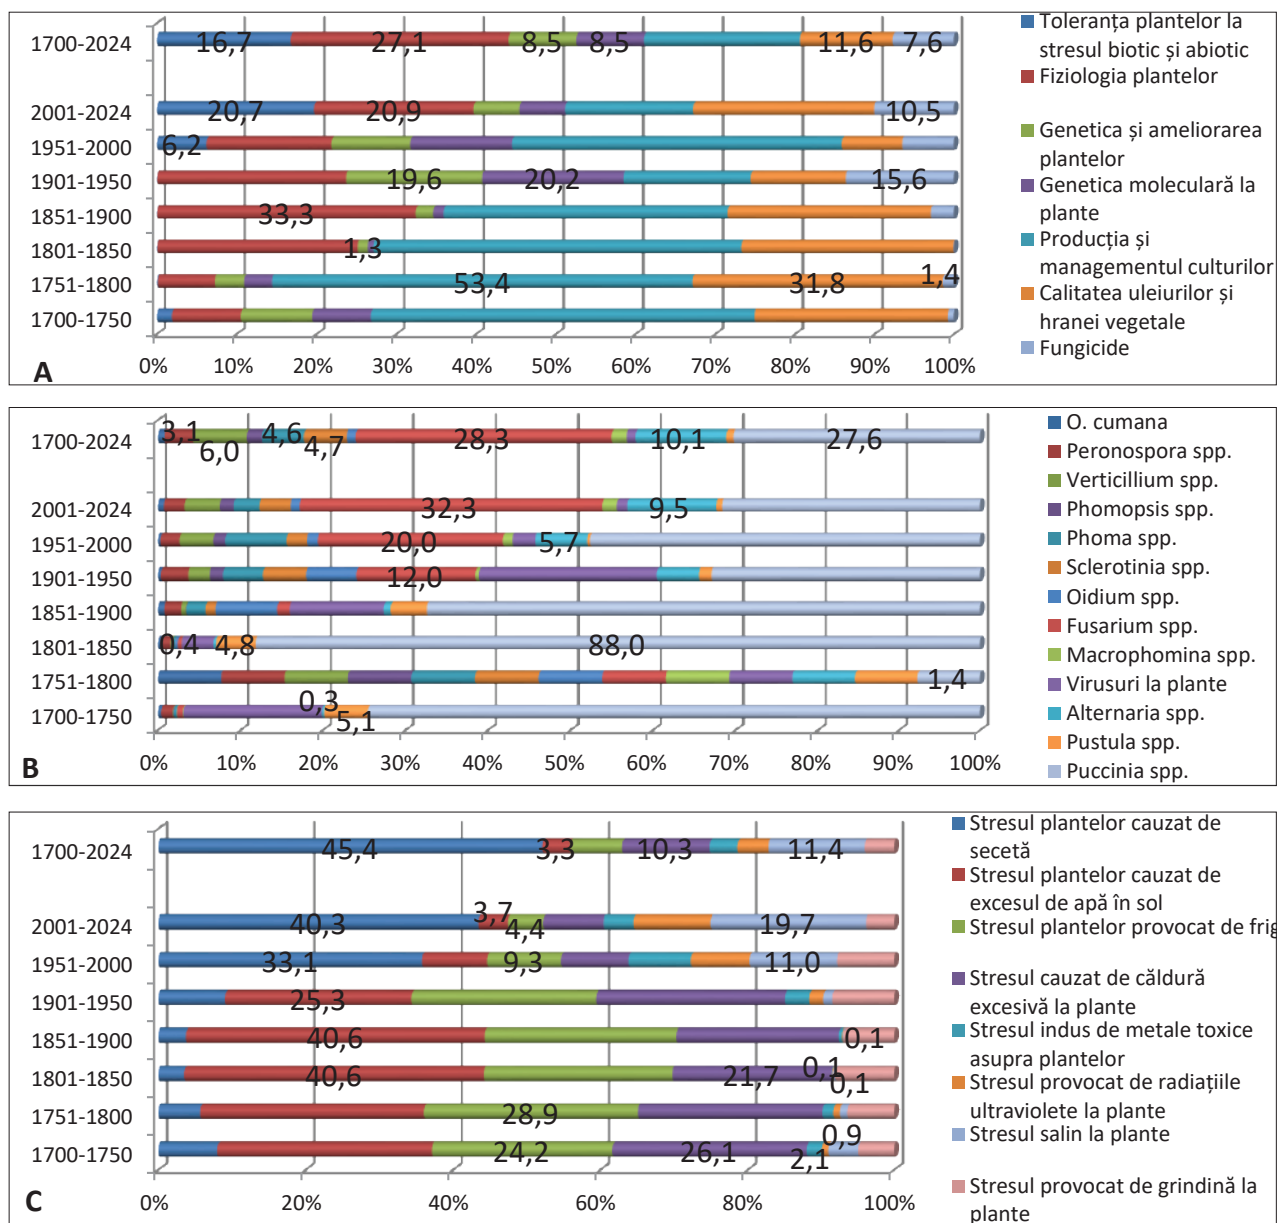 1700-2024
16,7
27,1
8,5
8,5
11,6
7,6
2001-2024
20,7
20,9
10,5
1951-2000
6,2
1901-1950
19,6
20,2
15,6
1851-1900
33,3
1801-1850
1,3
1751-1800
53,4
31,8
1,4
1700-1750
0%
10%
20%
30%
40%
50%
60%
70%
80%
90%
100%
A
Toleranța plantelor la
stresul biotic și abiotic
Fiziologia plantelor
Genetica și ameliorarea
plantelor
Genetica moleculară la
plante
Producția și
managementul culturilor
Calitatea uleiurilor și
hranei vegetale
Fungicide
1700-2024
3,1
6,0
4,6
4,7
28,3
10,1
27,6
2001-2024
32,3
9,5
1951-2000
20,0
5,7
1901-1950
12,0
1851-1900
1801-1850
0,4
4,8
88,0
1751-1800
1,4
1700-1750
0,3
5,1
0%
10%
20%
30%
40%
50%
60%
70%
80%
90%
100%
B
O. cumana
Peronospora spp.
Verticillium spp.
Phomopsis spp.
Phoma spp.
Sclerotinia spp.
Oidium spp.
Fusarium spp.
Macrophomina spp.
Virusuri la plante
Alternaria spp.
Pustula spp.
Puccinia spp.
1700-2024
45,4
3,3
10,3
11,4
2001-2024
40,3
3,7
4,4
19,7
1951-2000
33,1
9,3
11,0
1901-1950
25,3
1851-1900
40,6
0,1
1801-1850
40,6
21,7
0,1
0,1
1751-1800
28,9
1700-1750
24,2
26,1
2,1
0,9
0%
20%
40%
60%
80%
100%
C
Stresul plantelor cauzat de
secetă
Stresul plantelor cauzat de
excesul de apă în sol
Stresul plantelor provocat de frig
Stresul cauzat de căldură
excesivă la plante
Stresul indus de metale toxice
asupra plantelor
Stresul provocat de radiațiile
ultraviolete la plante
Stresul salin la plante
Stresul provocat de grindină la
plante